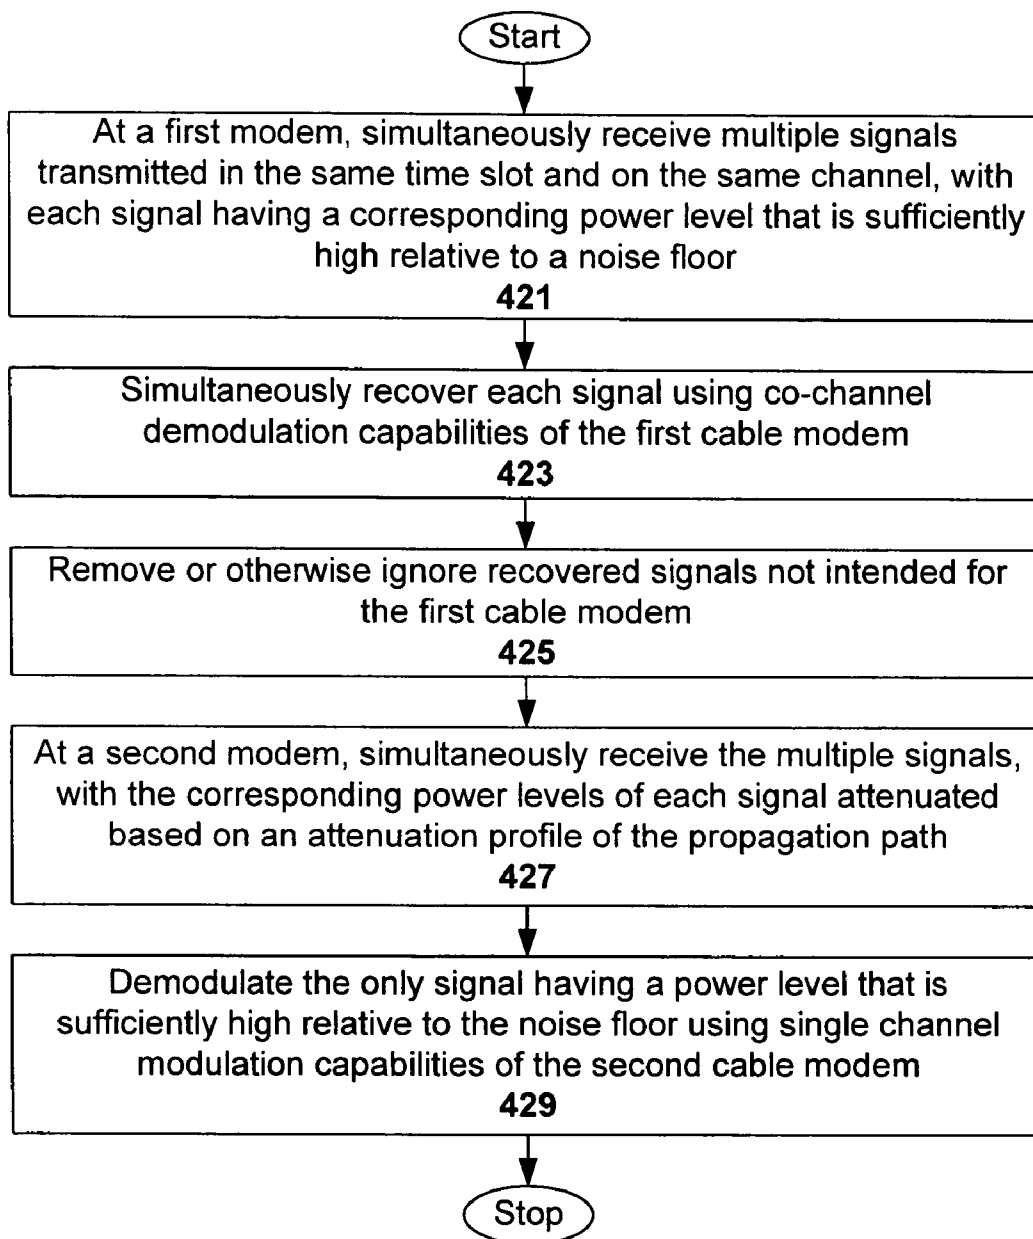 Start
At a first modem, simultaneously receive multiple signals
transmitted in the same time slot and on the same channel, with
each signal having a corresponding power level that is sufficiently
high relative to a noise floor
421
Simultaneously recover each signal using co-channel
demodulation capabilities of the first cable modem
423
Remove or otherwise ignore recovered signals not intended for
the first cable modem
425
At a second modem, simultaneously receive the multiple signals,
with the corresponding power levels of each signal attenuated
based on an attenuation profile of the propagation path
427
Demodulate the only signal having a power level that is
sufficiently high relative to the noise floor using single channel
modulation capabilities of the second cable modem
429
Stop